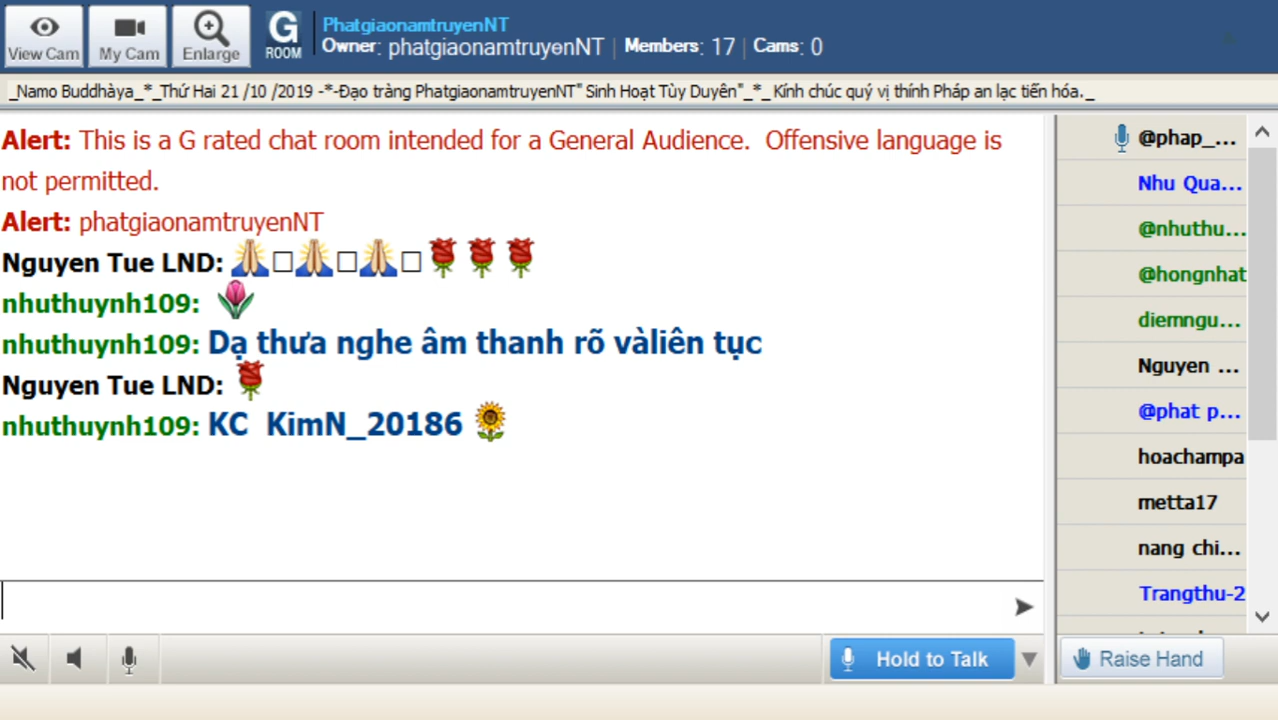 PhatgiaonamtruyenNT
View Cam My Cam Enlarge G ROOM Owner: phatgiaonamtruyenNT | Members: 17 | Cams: 0
_Namo Buddhàya_*_Thứ Hai 21 /10 /2019 -*-Đạo tràng PhatgiaonamtruyenNT" Sinh Hoạt Tùy Duyên"_*_ Kính chúc quý vị thính Pháp an lạc tiến hóa._
Alert: This is a G rated chat room intended for a General Audience. Offensive language is
not permitted.
Alert: phatgiaonamtruyenNT
Nguyen Tue LND:
nhuthuynh109:
nhuthuynh109: Dạ thưa nghe âm thanh rõ vàliên tục
Nguyen Tue LND:
nhuthuynh109: KC KimN_20186
@phap_...
Nhu Qua...
@nhuthu...
@hongnhat
diemngu...
Nguyen ...
@phat p...
hoachampa
metta17
nang chi...
Trangthu-2
Hold to Talk
Raise Hand